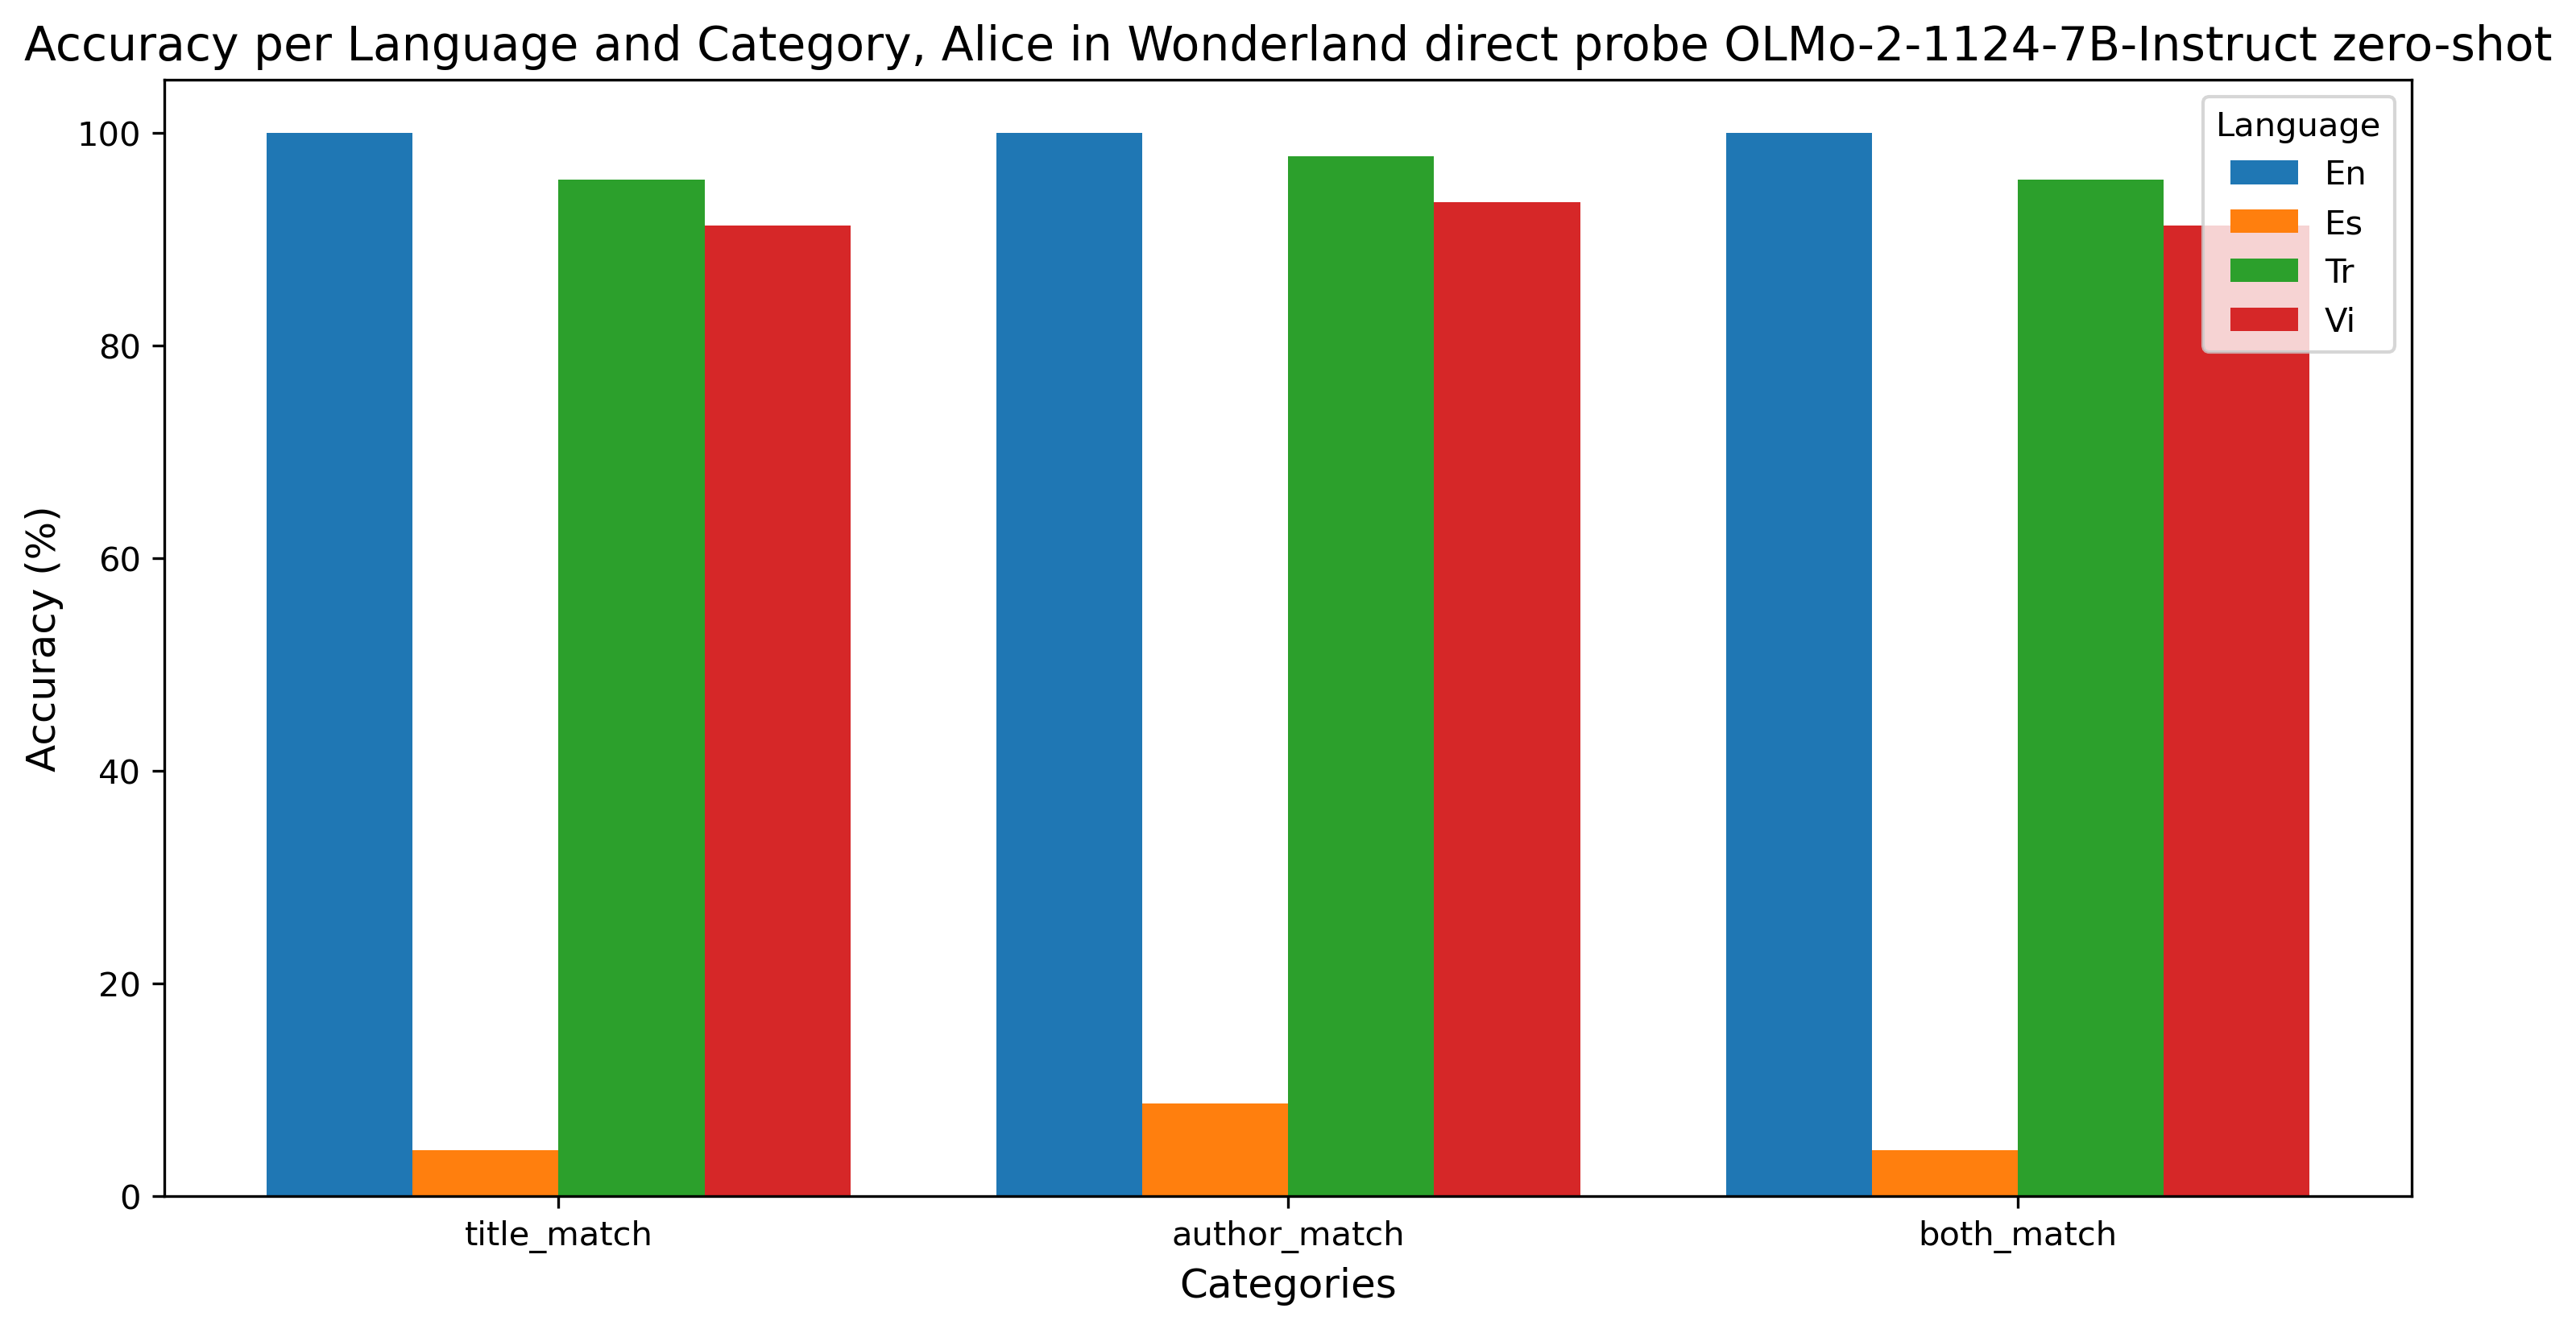 Accuracy per Language and Category, Alice in Wonderland direct probe OLMo-2-1124-7B-Instruct zero-shot
Language
En
Es
Tr
Vi
Accuracy (%)
100
80
60
40
20
0
title_match author_match both_match
Categories